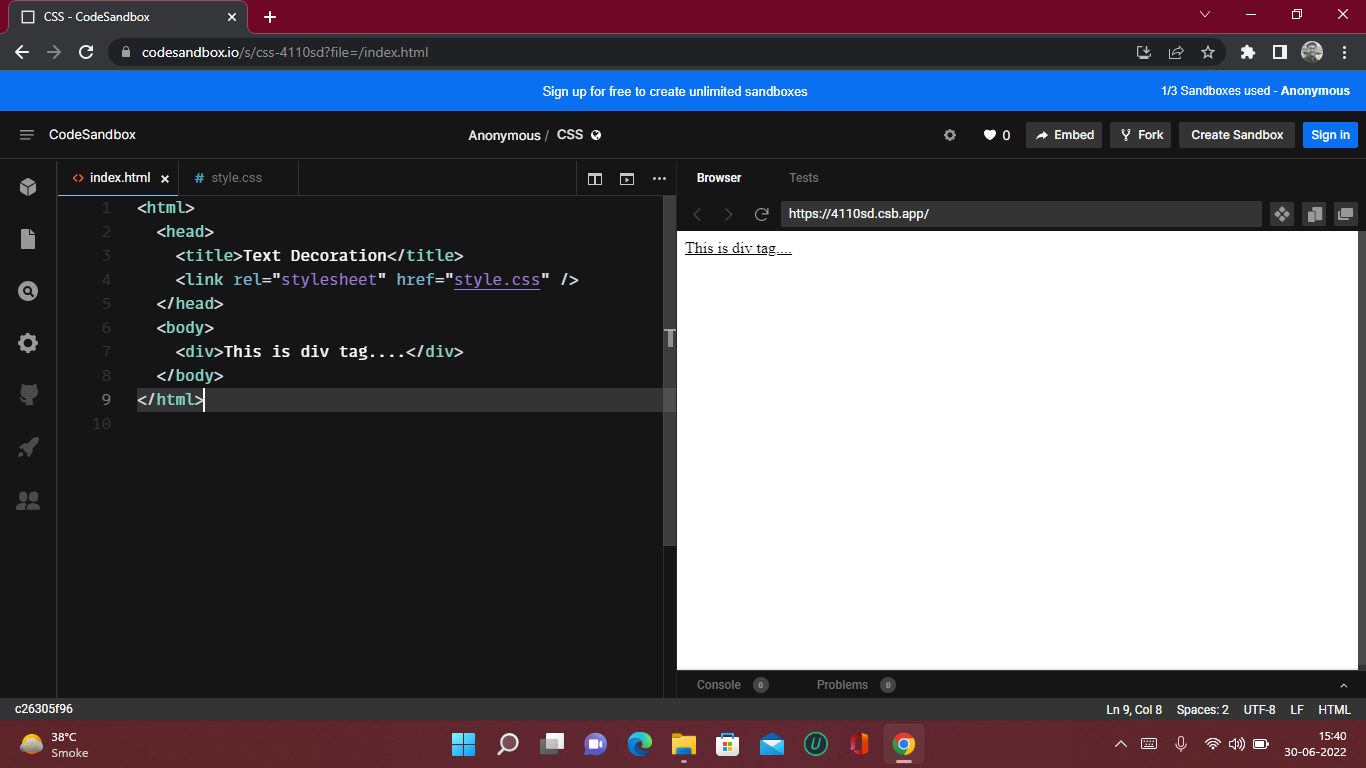 CSS - CodeSandbox
codesandbox.io/s/css-4110sd?file=/index.html
Sign up for free to create unlimited sandboxes
1/3 Sandboxes used - Anonymous
CodeSandbox
Anonymous / CSS
0
Embed
Fork
Create Sandbox
Sign in
index.html
# style.css
1 <html>
2 <head>
3 <title>Text Decoration</title>
4 <link rel="stylesheet" href="style.css" />
5 </head>
6 <body>
7 <div>This is div tag....</div>
8 </body>
9 </html>
10
Browser
Tests
https://4110sd.csb.app/
This is div tag....
Console 0
Problems 0
c26305f96
Ln 9, Col 8
Spaces: 2
UTF-8
LF
HTML
38°C
Smoke
U
15:40
30-06-2022